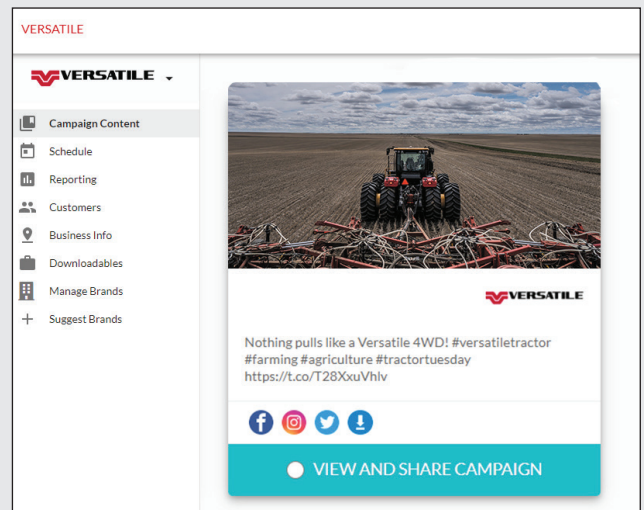 VERSATILE
VERSATILE
Campaign Content
Schedule
Reporting
Customers
Business Info
Downloadables
Manage Brands
Suggest Brands
VERSATILE
Nothing pulls like a Versatile 4WD! #versatiletractor
#farming #agriculture #tractortuesday
https://t.co/T28XxuVhlv
VIEW AND SHARE CAMPAIGN